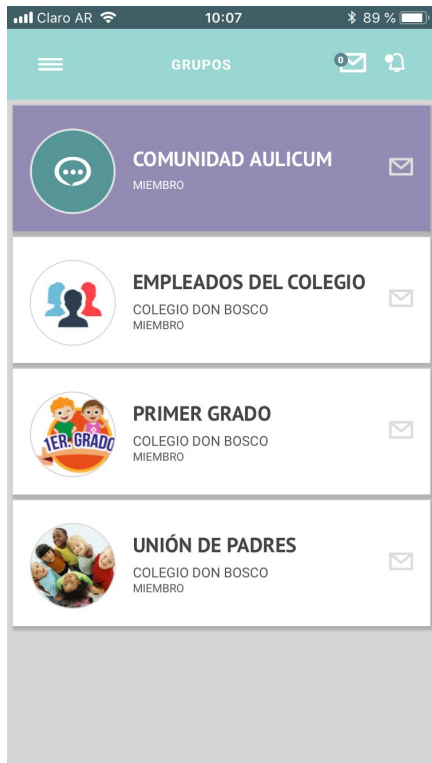 Claro AR 10:07 89 %
GRUPOS
0
COMUNIDAD AULICUM
MIEMBRO
EMPLEADOS DEL COLEGIO
COLEGIO DON BOSCO
MIEMBRO
1ER. GRADO
PRIMER GRADO
COLEGIO DON BOSCO
MIEMBRO
UNIÓN DE PADRES
COLEGIO DON BOSCO
MIEMBRO